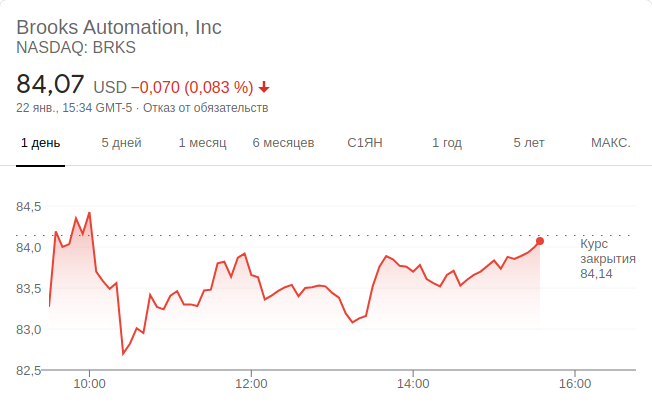 Brooks Automation, Inc
NASDAQ: BRKS
84,07 USD −0,070 (0,083 %)
22 янв., 15:34 GMT-5 · Отказ от обязательств
1 день 5 дней 1 месяц 6 месяцев С1ЯН 1 год 5 лет МАКС.
84,5
84,0
83,5
83,0
82,5
Курс
закрытия
84,14
10:00 12:00 14:00 16:00